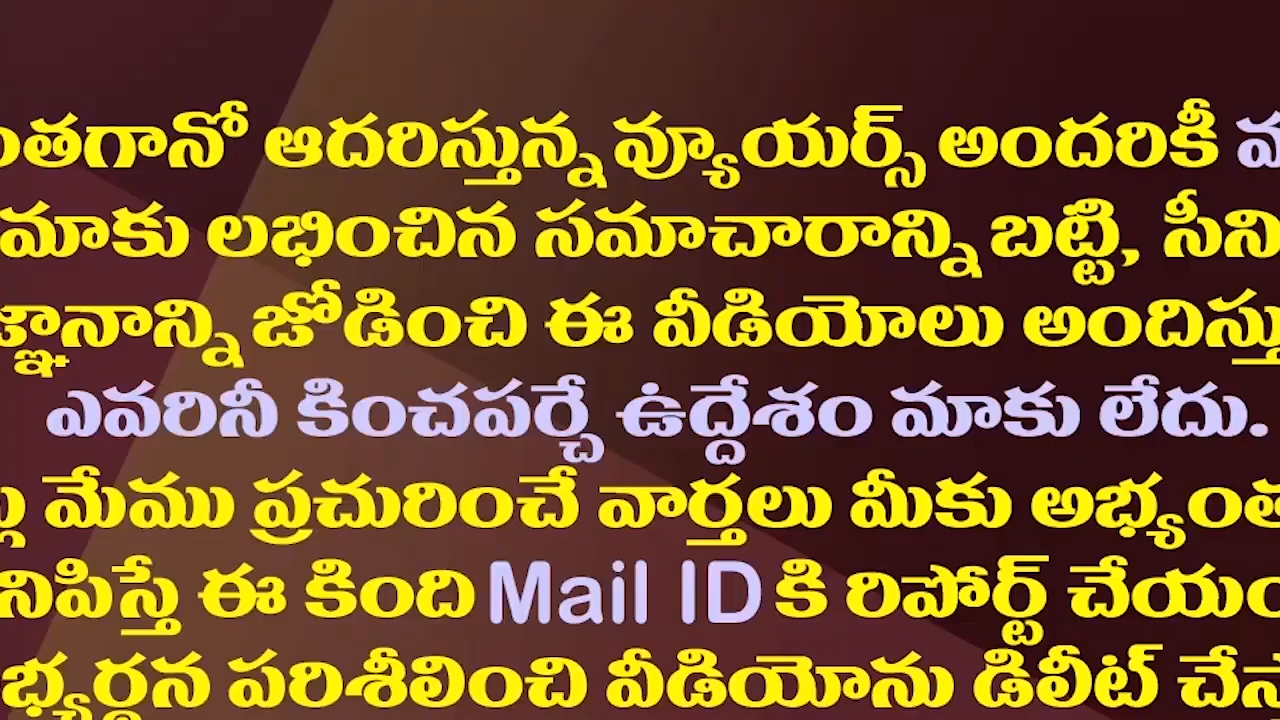 ంతగానో ఆదరిస్తున్న వ్యూయర్స్ అందరికీ
మాకు లభించిన సమాచారాన్ని బట్టి, సీని
జ్ఞానాన్ని జోడించి ఈ వీడియోలు అందిస్తు
ఎవరినీ కించపర్చే ఉద్దేశం మాకు లేదు.
మేము ప్రచురించే వార్తలు మీకు అభ్యంత
నిపిస్తే ఈ కింది Mail ID కి రిపోర్ట్ చేయం
భ్యర్థన పరిశీలించి వీడియోను డిలీట్ చేస